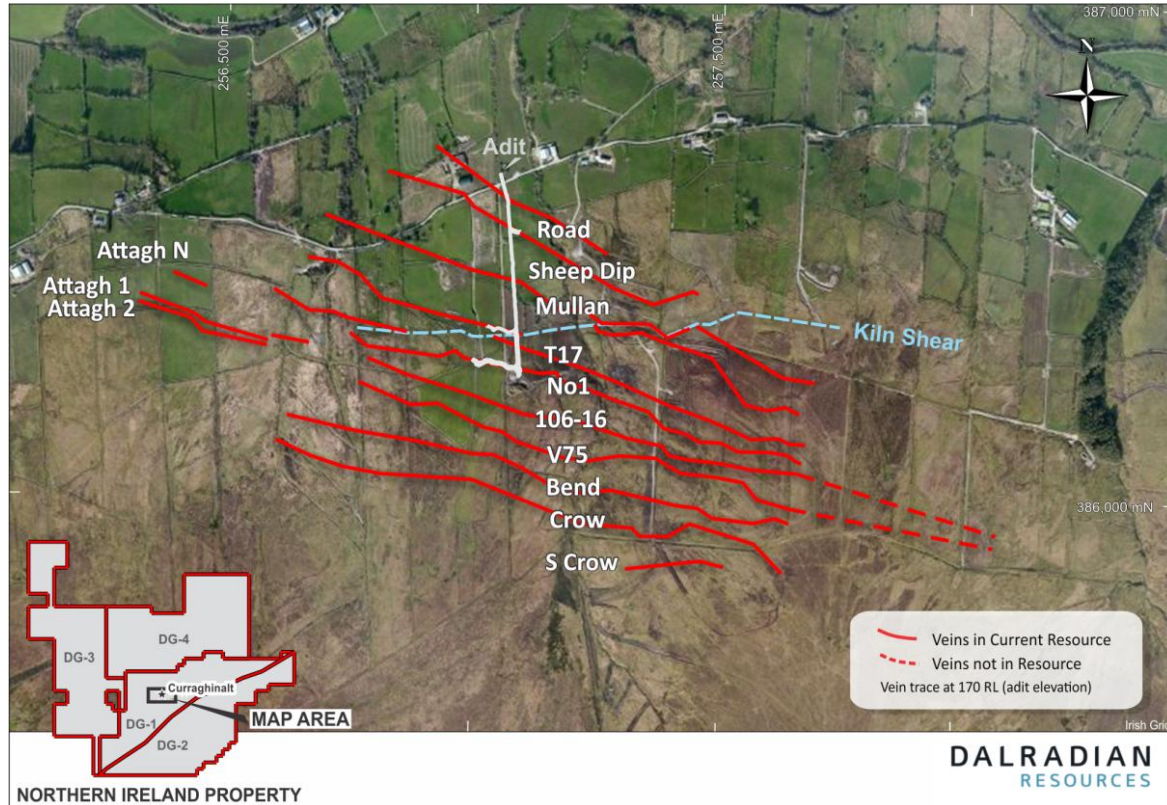 387,000 mN
256,500 mE
257,500 mE
N
Adit
Road
Attagh N
Sheep Dip
Attagh 1
Attagh 2
Mullan
Kiln Shear
T17
No1
106-16
V75
Bend
386,000 mN
Crow
S Crow
DG-4
DG-3
Curraghinalt
DG-1
MAP AREA
DG-2
Veins in Current Resource
Veins not in Resource
Vein trace at 170 RL (adit elevation)
Irish Grid
DALRADIAN
RESOURCES
NORTHERN IRELAND PROPERTY